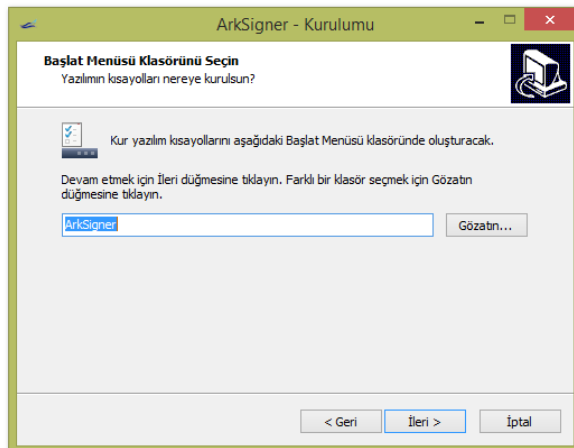 ArkSigner - Kurulumu
Başlat Menüsü Klasörünü Seçin
Yazılımın kısayolları nereye kurulsun?
Kur yazılım kısayollarını aşağıdaki Başlat Menüsü klasöründe oluşturacak.
Devam etmek için İleri düğmesine tıklayın. Farklı bir klasör seçmek için Gözatın
düğmesine tıklayın.
ArkSigner
Gözatın...
< Geri
İleri >
İptal